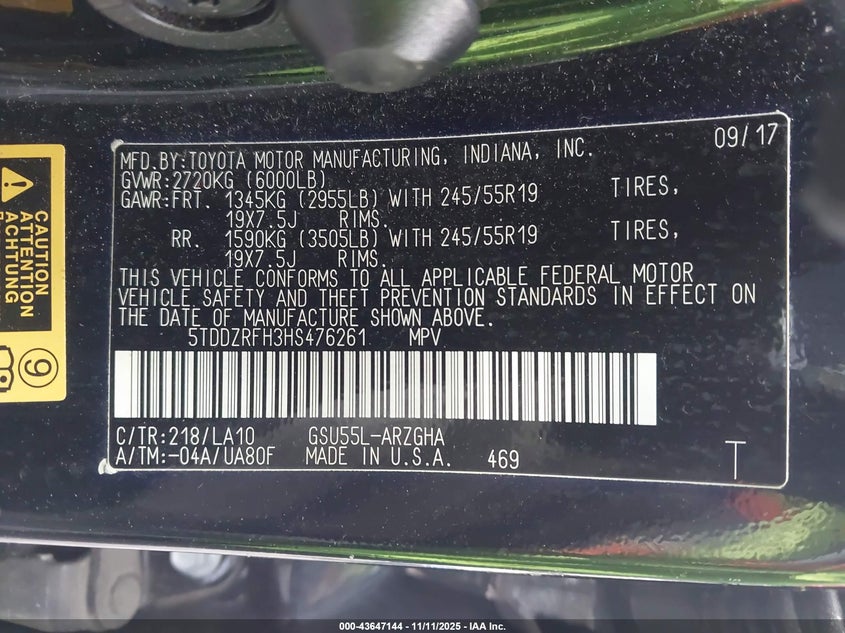 MFD.BY:TOYOTA MOTOR MANUFACTURING, INDIANA, INC. 09/17
GVWR:2720KG (6000LB)
GAWR:FRT. 1345KG (2955LB) WITH 245/55R19 TIRES,
19X7.5J RIMS.
RR. 1590KG (3505LB) WITH 245/55R19 TIRES,
19X7.5J RIMS.
THIS VEHICLE CONFORMS TO ALL APPLICABLE FEDERAL MOTOR
VEHICLE SAFETY AND THEFT PREVENTION STANDARDS IN EFFECT ON
THE DATE OF MANUFACTURE SHOWN ABOVE.
5TDDZRFH3HS476261 MPV
C/TR:218/LA10 GSU55L-ARZGHA
A/TM:-04A/UA80F MADE IN U.S.A. 469 T
CAUTION
ATTENTION
ACHTUNG
9
000-43647144 - 11/11/2025 - IAA Inc.